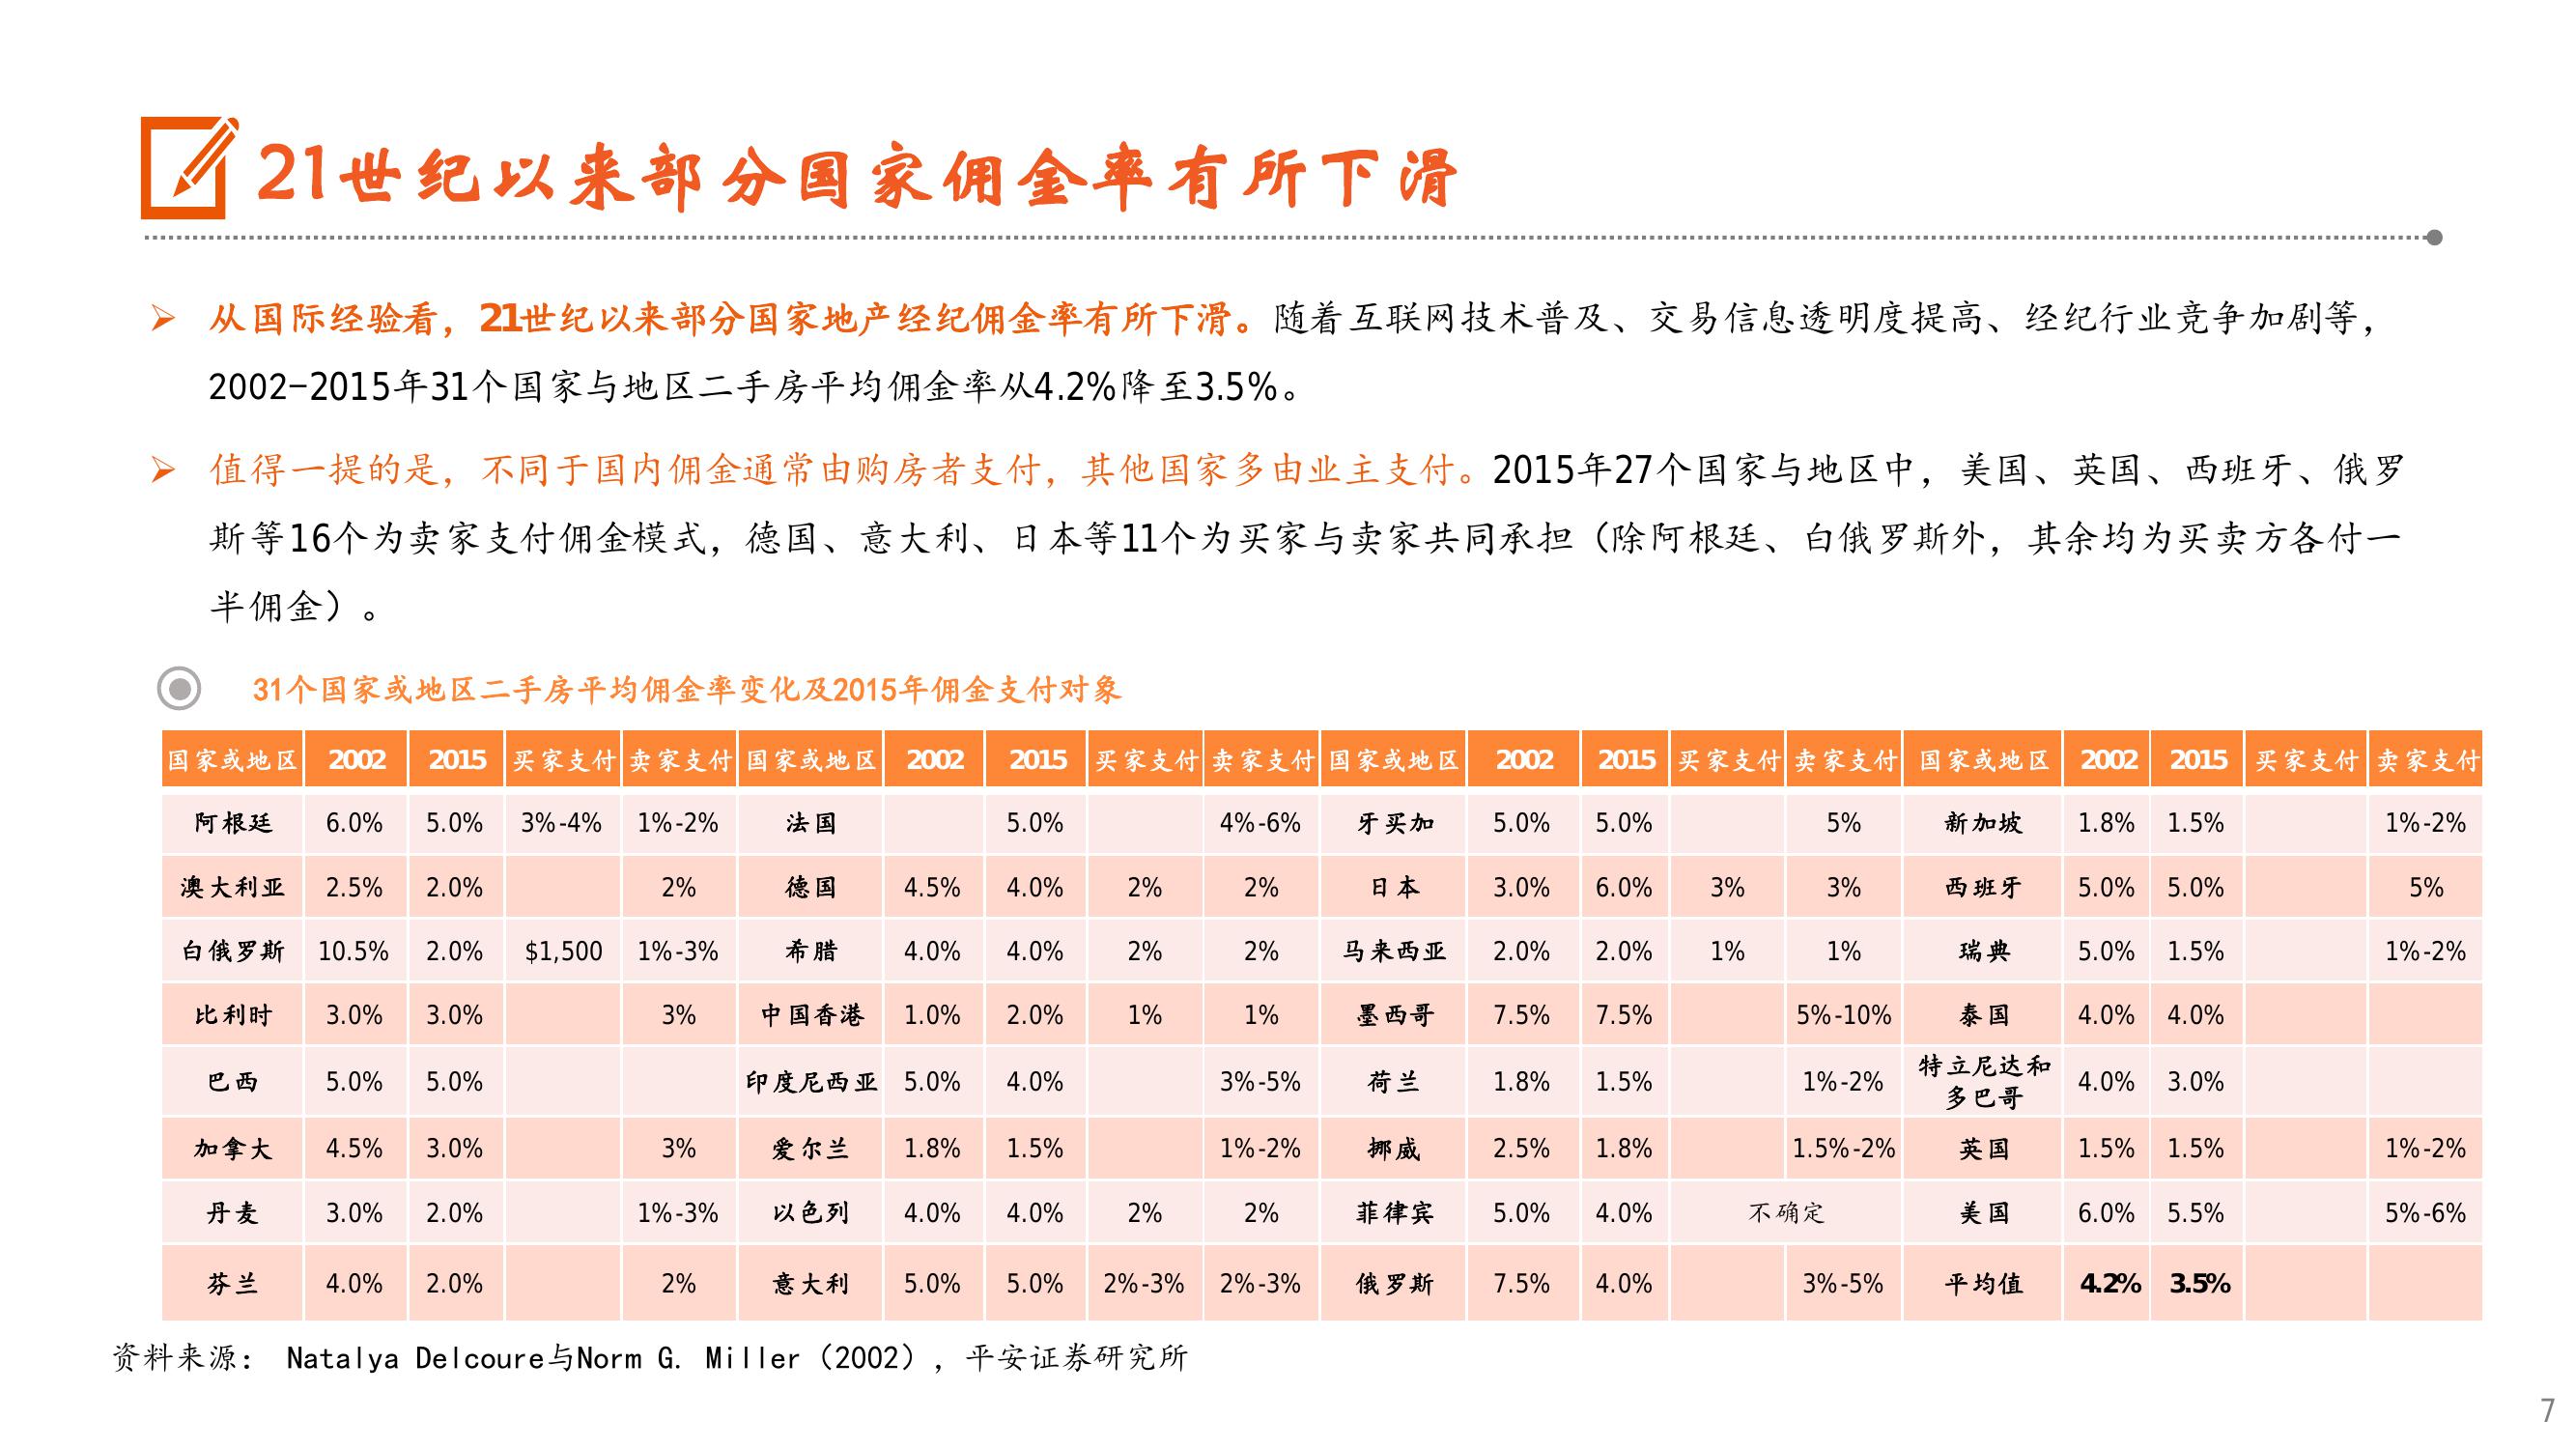 21世纪以来部分国家佣金率有所下滑
从国际经验看，21世纪以来部分国家地产经纪佣金率有所下滑。随着互联网技术普及、交易信息透明度提高、经纪行业竞争加剧等，
2002-2015年31个国家与地区二手房平均佣金率从4.2%降至3.5%。
值得一提的是，不同于国内佣金通常由购房者支付，其他国家多由业主支付。2015年27个国家与地区中，美国、英国、西班牙、俄罗
斯等16个为卖家支付佣金模式，德国、意大利、日本等11个为买家与卖家共同承担（除阿根廷、白俄罗斯外，其余均为买卖方各付一
半佣金）。
31个国家或地区二手房平均佣金率变化及2015年佣金支付对象
国家或地区 2002 2015 买家支付 卖家支付 国家或地区 2002 2015 买家支付 卖家支付 国家或地区 2002 2015 买家支付 卖家支付 国家或地区 2002 2015 买家支付 卖家支付
阿根廷 6.0% 5.0% 3%-4% 1%-2% 法国 5.0% 4%-6% 牙买加 5.0% 5.0% 5% 新加坡 1.8% 1.5% 1%-2%
澳大利亚 2.5% 2.0% 2% 德国 4.5% 4.0% 2% 2% 日本 3.0% 6.0% 3% 3% 西班牙 5.0% 5.0% 5%
白俄罗斯 10.5% 2.0% $1,500 1%-3% 希腊 4.0% 4.0% 2% 2% 马来西亚 2.0% 2.0% 1% 1% 瑞典 5.0% 1.5% 1%-2%
比利时 3.0% 3.0% 3% 中国香港 1.0% 2.0% 1% 1% 墨西哥 7.5% 7.5% 5%-10% 泰国 4.0% 4.0%
巴西 5.0% 5.0% 印度尼西亚 5.0% 4.0% 3%-5% 荷兰 1.8% 1.5% 1%-2% 特立尼达和
多巴哥 4.0% 3.0%
加拿大 4.5% 3.0% 3% 爱尔兰 1.8% 1.5% 1%-2% 挪威 2.5% 1.8% 1.5%-2% 英国 1.5% 1.5% 1%-2%
丹麦 3.0% 2.0% 1%-3% 以色列 4.0% 4.0% 2% 2% 菲律宾 5.0% 4.0% 不确定 美国 6.0% 5.5% 5%-6%
芬兰 4.0% 2.0% 2% 意大利 5.0% 5.0% 2%-3% 2%-3% 俄罗斯 7.5% 4.0% 3%-5% 平均值 4.2% 3.5%
资料来源： Natalya Delcoure与Norm G. Miller（2002），平安证券研究所
7